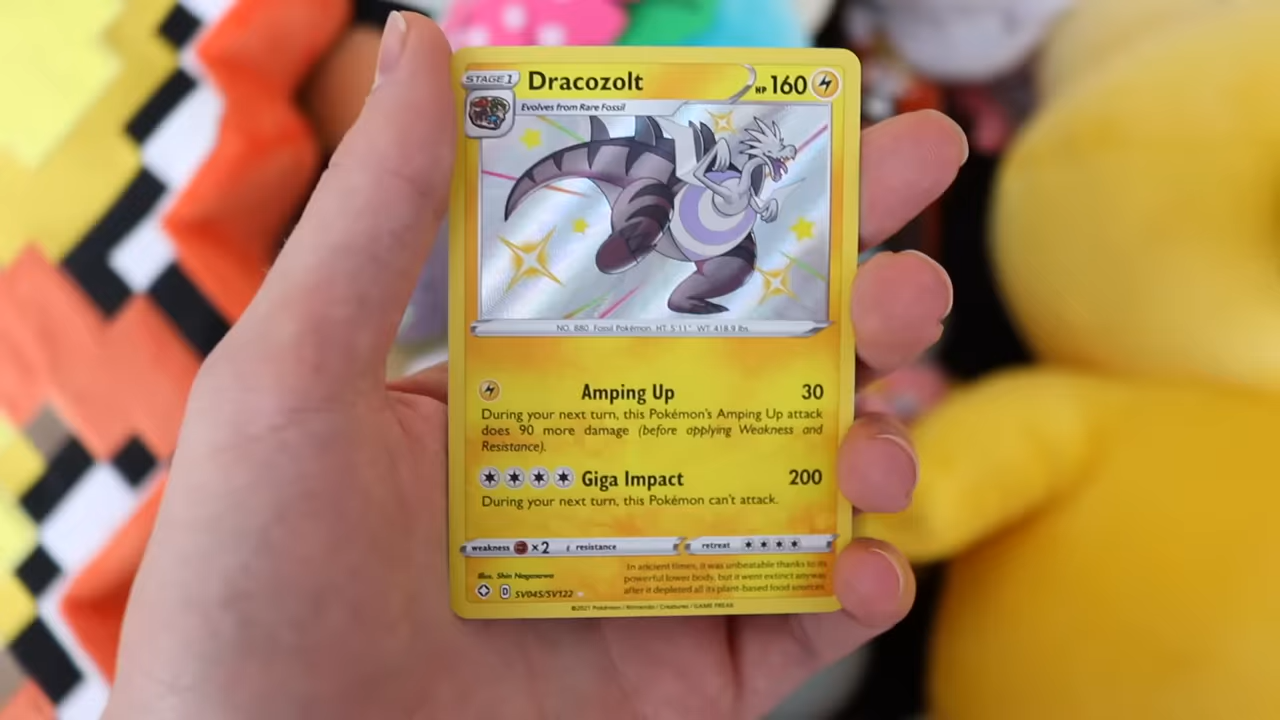 STAGE 1 Dracozolt HP 160
Evolves from Rare Fossil
NO. 880 Fossil Pokémon HT: 5'11" WT: 418.9 lbs.
Amping Up 30
During your next turn, this Pokémon's Amping Up attack
does 90 more damage (before applying Weakness and
Resistance).
Giga Impact 200
During your next turn, this Pokémon can't attack.
weakness ×2 resistance retreat
Illus. Shin Nagasawa
In ancient times, it was unbeatable thanks to its
powerful lower body, but it went extinct anyway
after it depleted all its plant-based food sources.
D SV045/SV122
©2021 Pokémon / Nintendo / Creatures / GAME FREAK